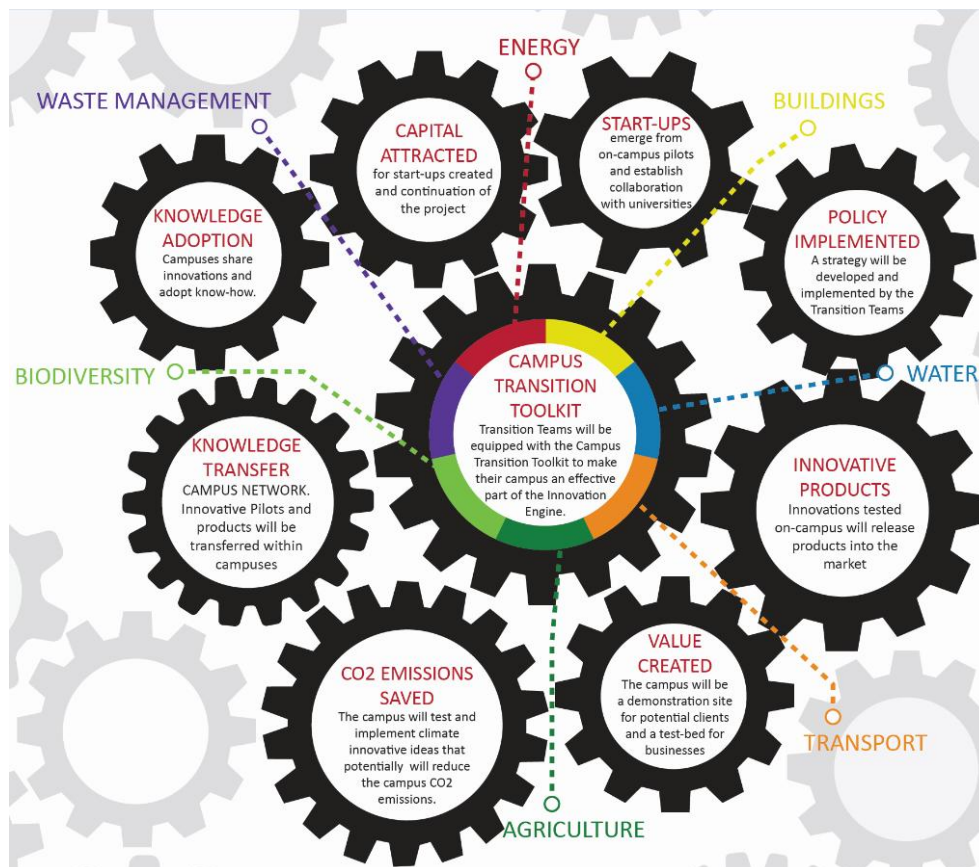 ENERGY
WASTE MANAGEMENT
BUILDINGS
CAPITAL
ATTRACTED
for start-ups created
and continuation of
the project
START-UPS
emerge from
on-campus pilots
and establish
collaboration
with universities
KNOWLEDGE
ADOPTION
Campuses share
innovations and
adopt know-how.
POLICY
IMPLEMENTED
A strategy will be
developed and
implemented by the
Transition Teams
BIODIVERSITY
WATER
CAMPUS
TRANSITION
TOOLKIT
Transition Teams will be
equipped with the Campus
Transition Toolkit to make
their campus an effective
part of the Innovation
Engine.
KNOWLEDGE
TRANSFER
CAMPUS NETWORK.
Innovative Pilots and
products will be
transferred within
campuses
INNOVATIVE
PRODUCTS
Innovations tested
on-campus will release
products into the
market
CO2 EMISSIONS
SAVED
The campus will test and
implement climate
innovative ideas that
potentially will reduce
the campus CO2
emissions.
VALUE
CREATED
The campus will be
a demonstration site
for potential clients
and a test-bed for
businesses
TRANSPORT
AGRICULTURE